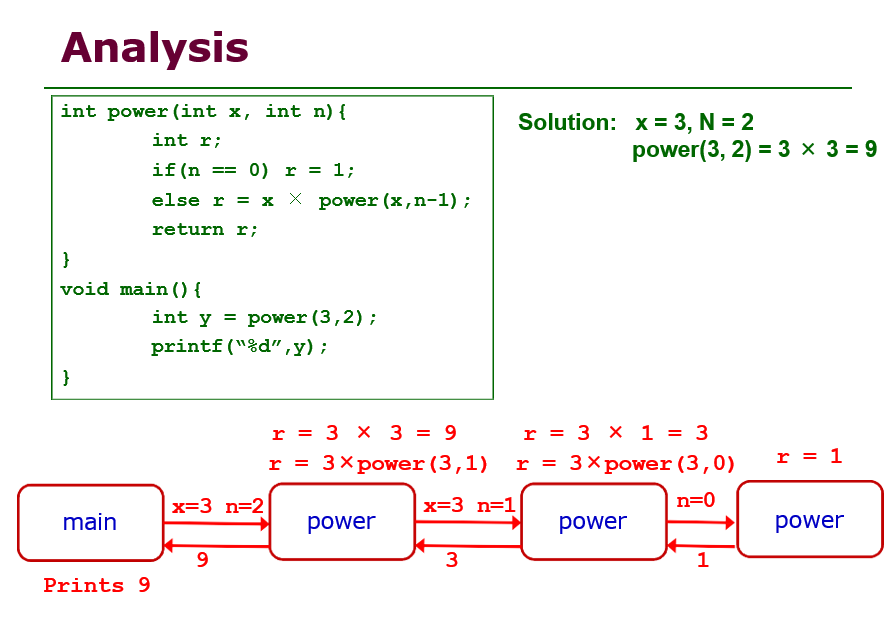 Analysis
int power(int x, int n){
int r;
if(n == 0) r = 1;
else r = x × power(x,n-1);
return r;
}
void main(){
int y = power(3,2);
printf(“%d”,y);
}
Solution: x = 3, N = 2
power(3, 2) = 3 × 3 = 9
r = 3 × 3 = 9
r = 3×power(3,1)
r = 3 × 1 = 3
r = 3×power(3,0)
r = 1
main
x=3 n=2
9
power
x=3 n=1
3
power
n=0
1
power
Prints 9